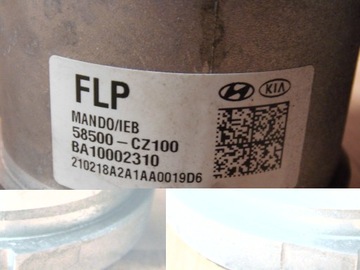 FLP
KIA
MANDO/IEB
58500-CZ100
BA10002310
210218A2A1AA0019D6